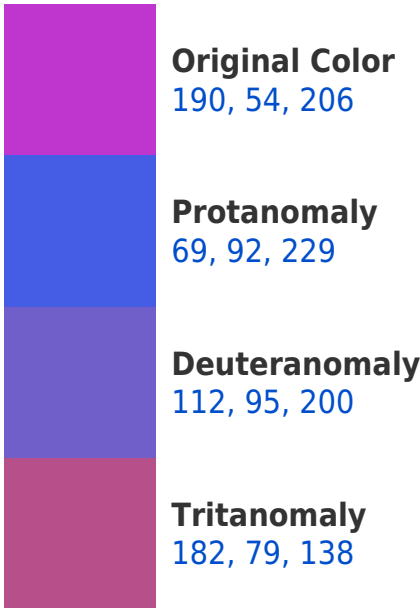 Original Color
190, 54, 206
Protanomaly
69, 92, 229
Deuteranomaly
112, 95, 200
Tritanomaly
182, 79, 138